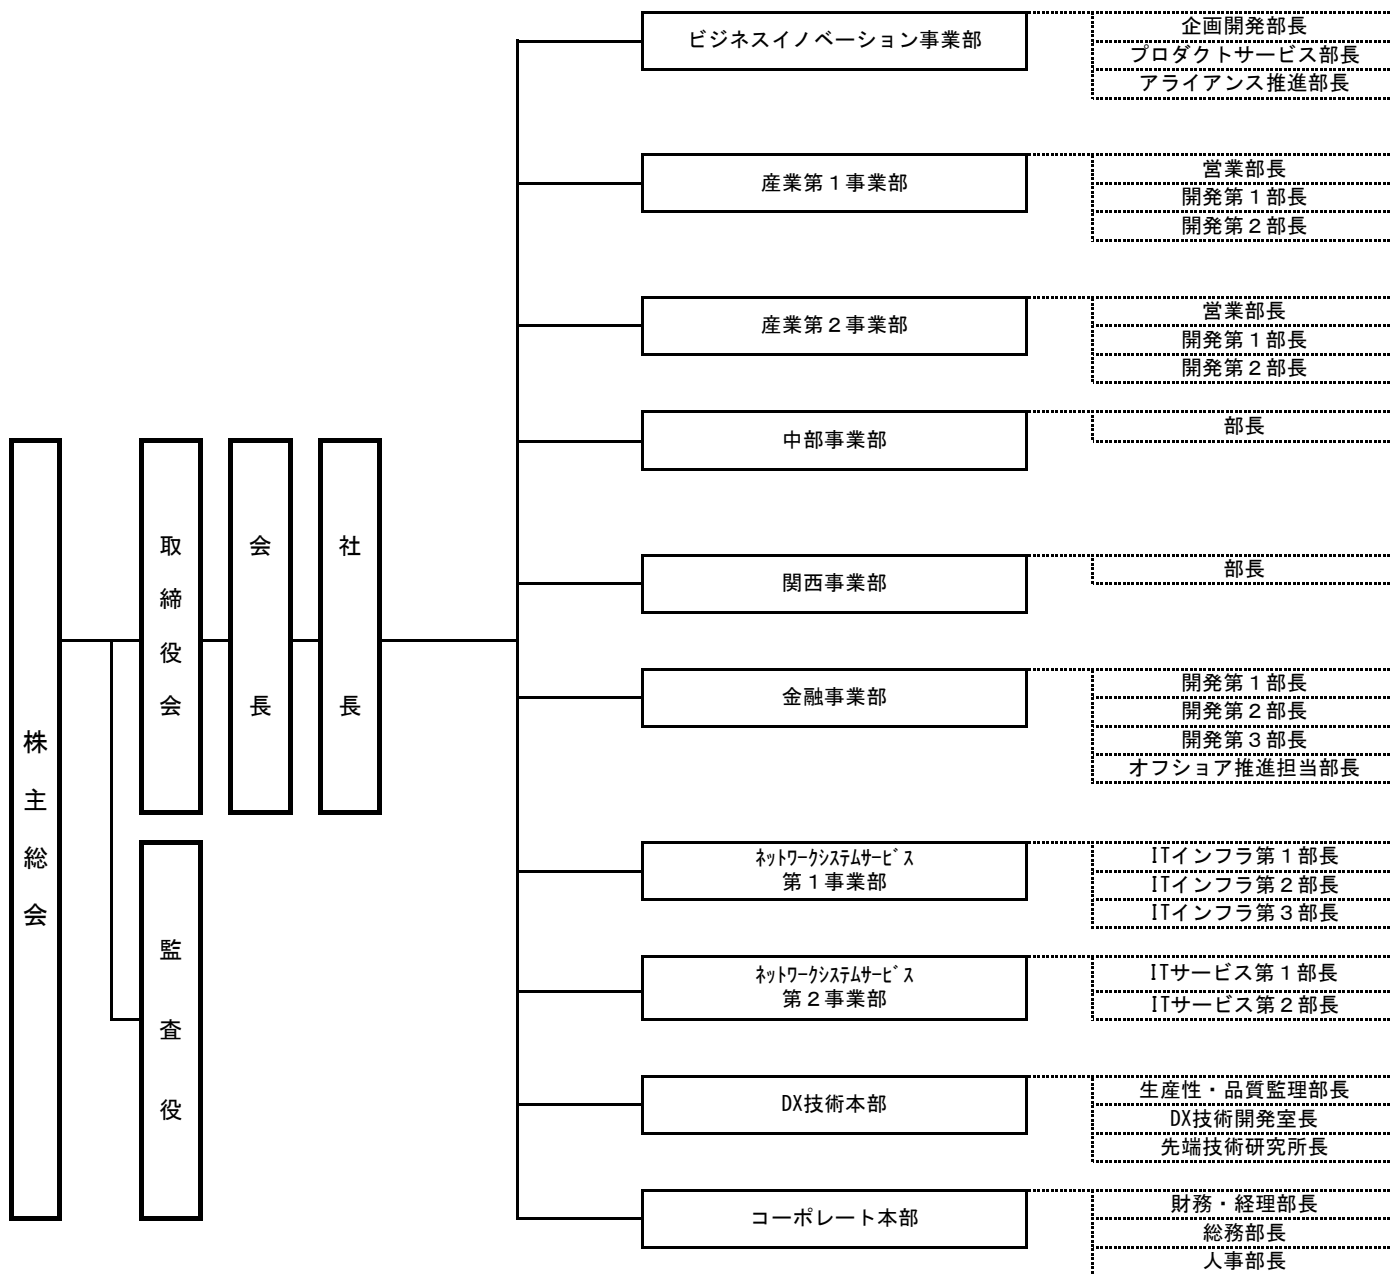 株主総会
取締役会
監査役
会長
社長
ビジネスイノベーション事業部
企画開発部長
プロダクトサービス部長
アライアンス推進部長
産業第１事業部
営業部長
開発第１部長
開発第２部長
産業第２事業部
営業部長
開発第１部長
開発第２部長
中部事業部
部長
関西事業部
部長
金融事業部
開発第１部長
開発第２部長
開発第３部長
オフショア推進担当部長
ﾈｯﾄﾜｰｸｼｽﾃﾑｻｰﾋﾞｽ
第１事業部
ITインフラ第１部長
ITインフラ第２部長
ITインフラ第３部長
ﾈｯﾄﾜｰｸｼｽﾃﾑｻｰﾋﾞｽ
第２事業部
ITサービス第１部長
ITサービス第２部長
DX技術本部
生産性・品質監理部長
DX技術開発室長
先端技術研究所長
コーポレート本部
財務・経理部長
総務部長
人事部長